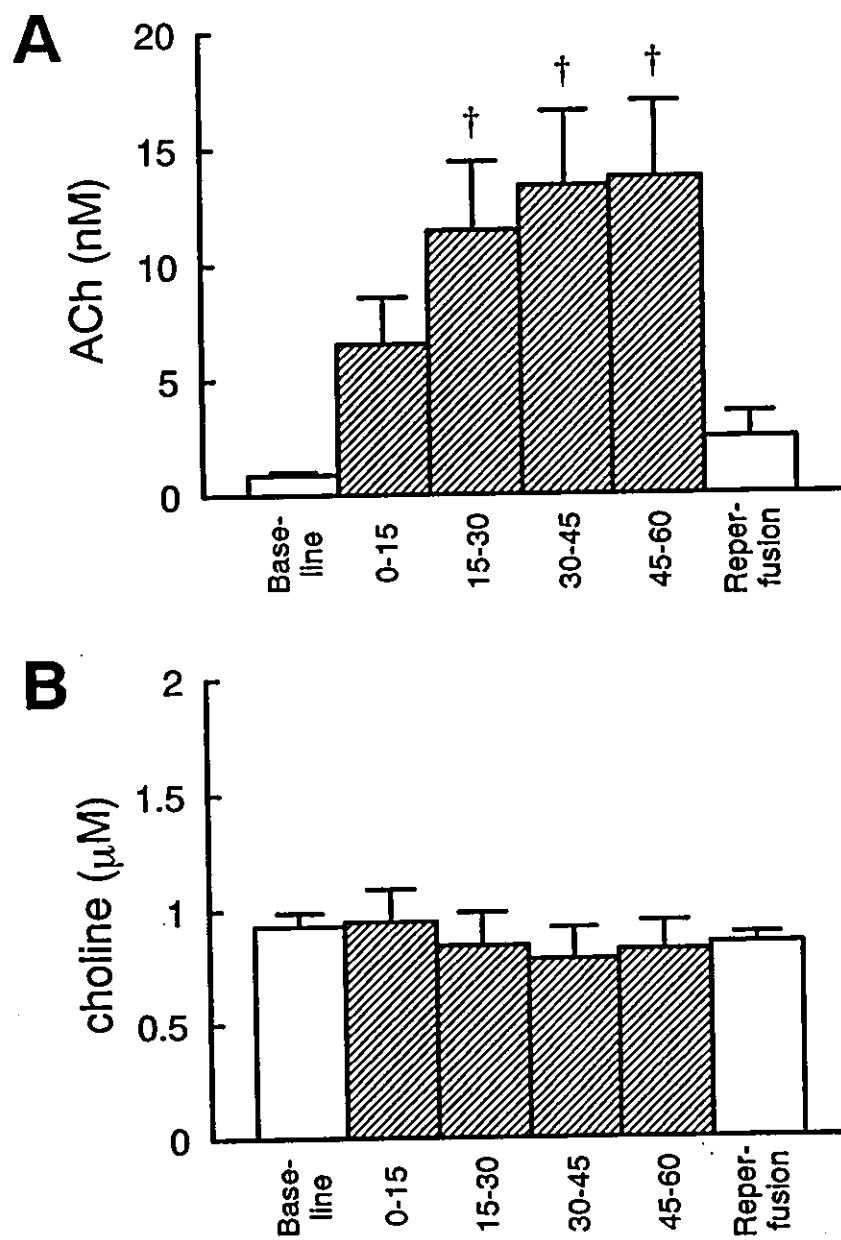 A
ACh (nM)
20
15
10
5
0
†
†
†
Base-
line
0-15
15-30
30-45
45-60
Reper-
fusion
B
choline (μM)
2
1.5
1
0.5
0
Base-
line
0-15
15-30
30-45
45-60
Reper-
fusion